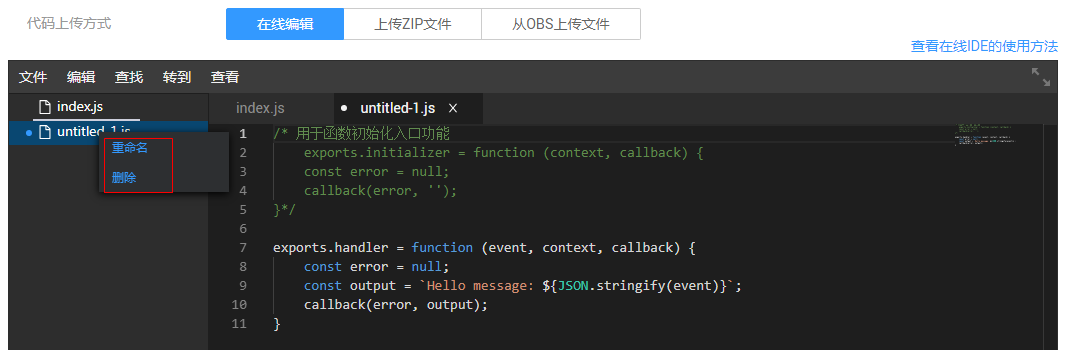 代码上传方式 在线编辑 上传ZIP文件 从OBS上传文件
查看在线IDE的使用方法
文件 编辑 查找 转到 查看
index.js
untitled-1.js
重命名
删除
index.js untitled-1.js ×
1 /* 用于函数初始化入口功能
2 exports.initializer = function (context, callback) {
3 const error = null;
4 callback(error, '');
5 }*/
6
7 exports.handler = function (event, context, callback) {
8 const error = null;
9 const output = `Hello message: ${JSON.stringify(event)}`;
10 callback(error, output);
11 }